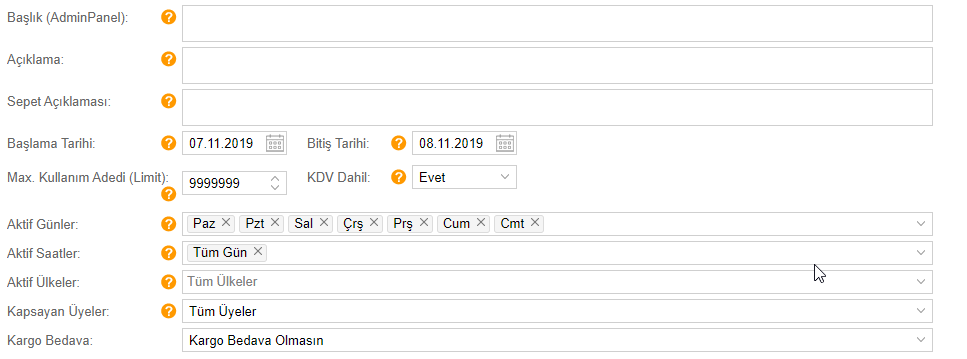 Başlık (AdminPanel): ?
Açıklama: ?
Sepet Açıklaması: ?
Başlama Tarihi: ? 07.11.2019 Bitiş Tarihi: ? 08.11.2019
Max. Kullanım Adedi (Limit): ? 9999999 KDV Dahil: ? Evet
Aktif Günler: ? Paz × Pzt × Sal × Çrş × Prş × Cum × Cmt ×
Aktif Saatler: ? Tüm Gün ×
Aktif Ülkeler: ? Tüm Ülkeler
Kapsayan Üyeler: ? Tüm Üyeler
Kargo Bedava: Kargo Bedava Olmasın